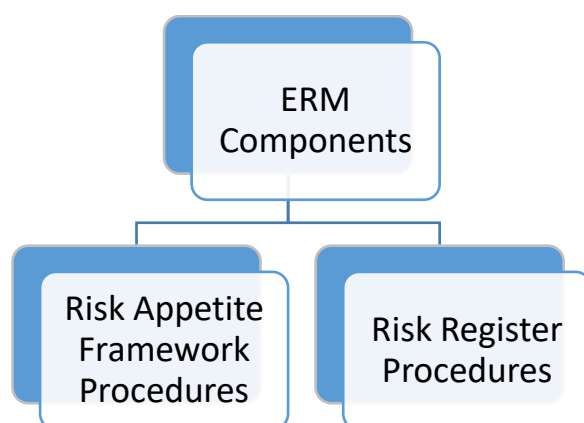 ERM
Components
Risk Appetite
Framework
Procedures
Risk Register
Procedures